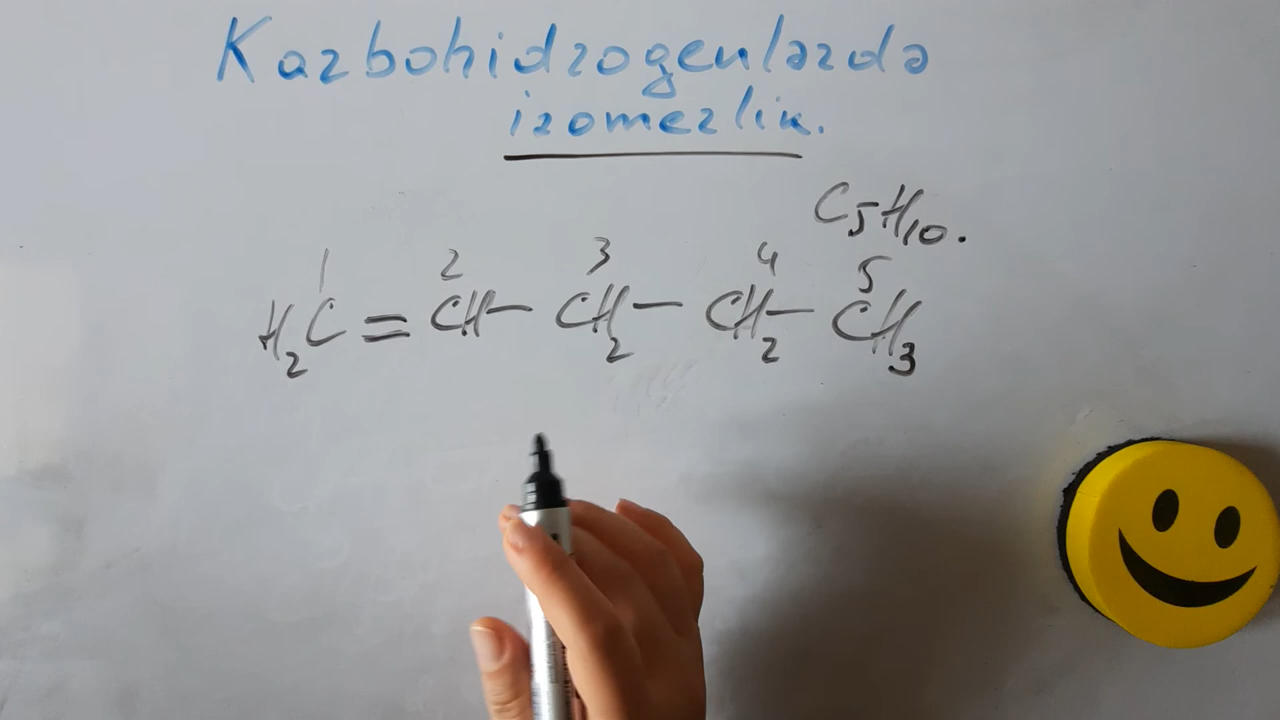 Karbohidrogenlərdə
izomerlik.
C₅H₁₀.
1 2 3 4 5
H₂C=CH-CH₂-CH₂-CH₃